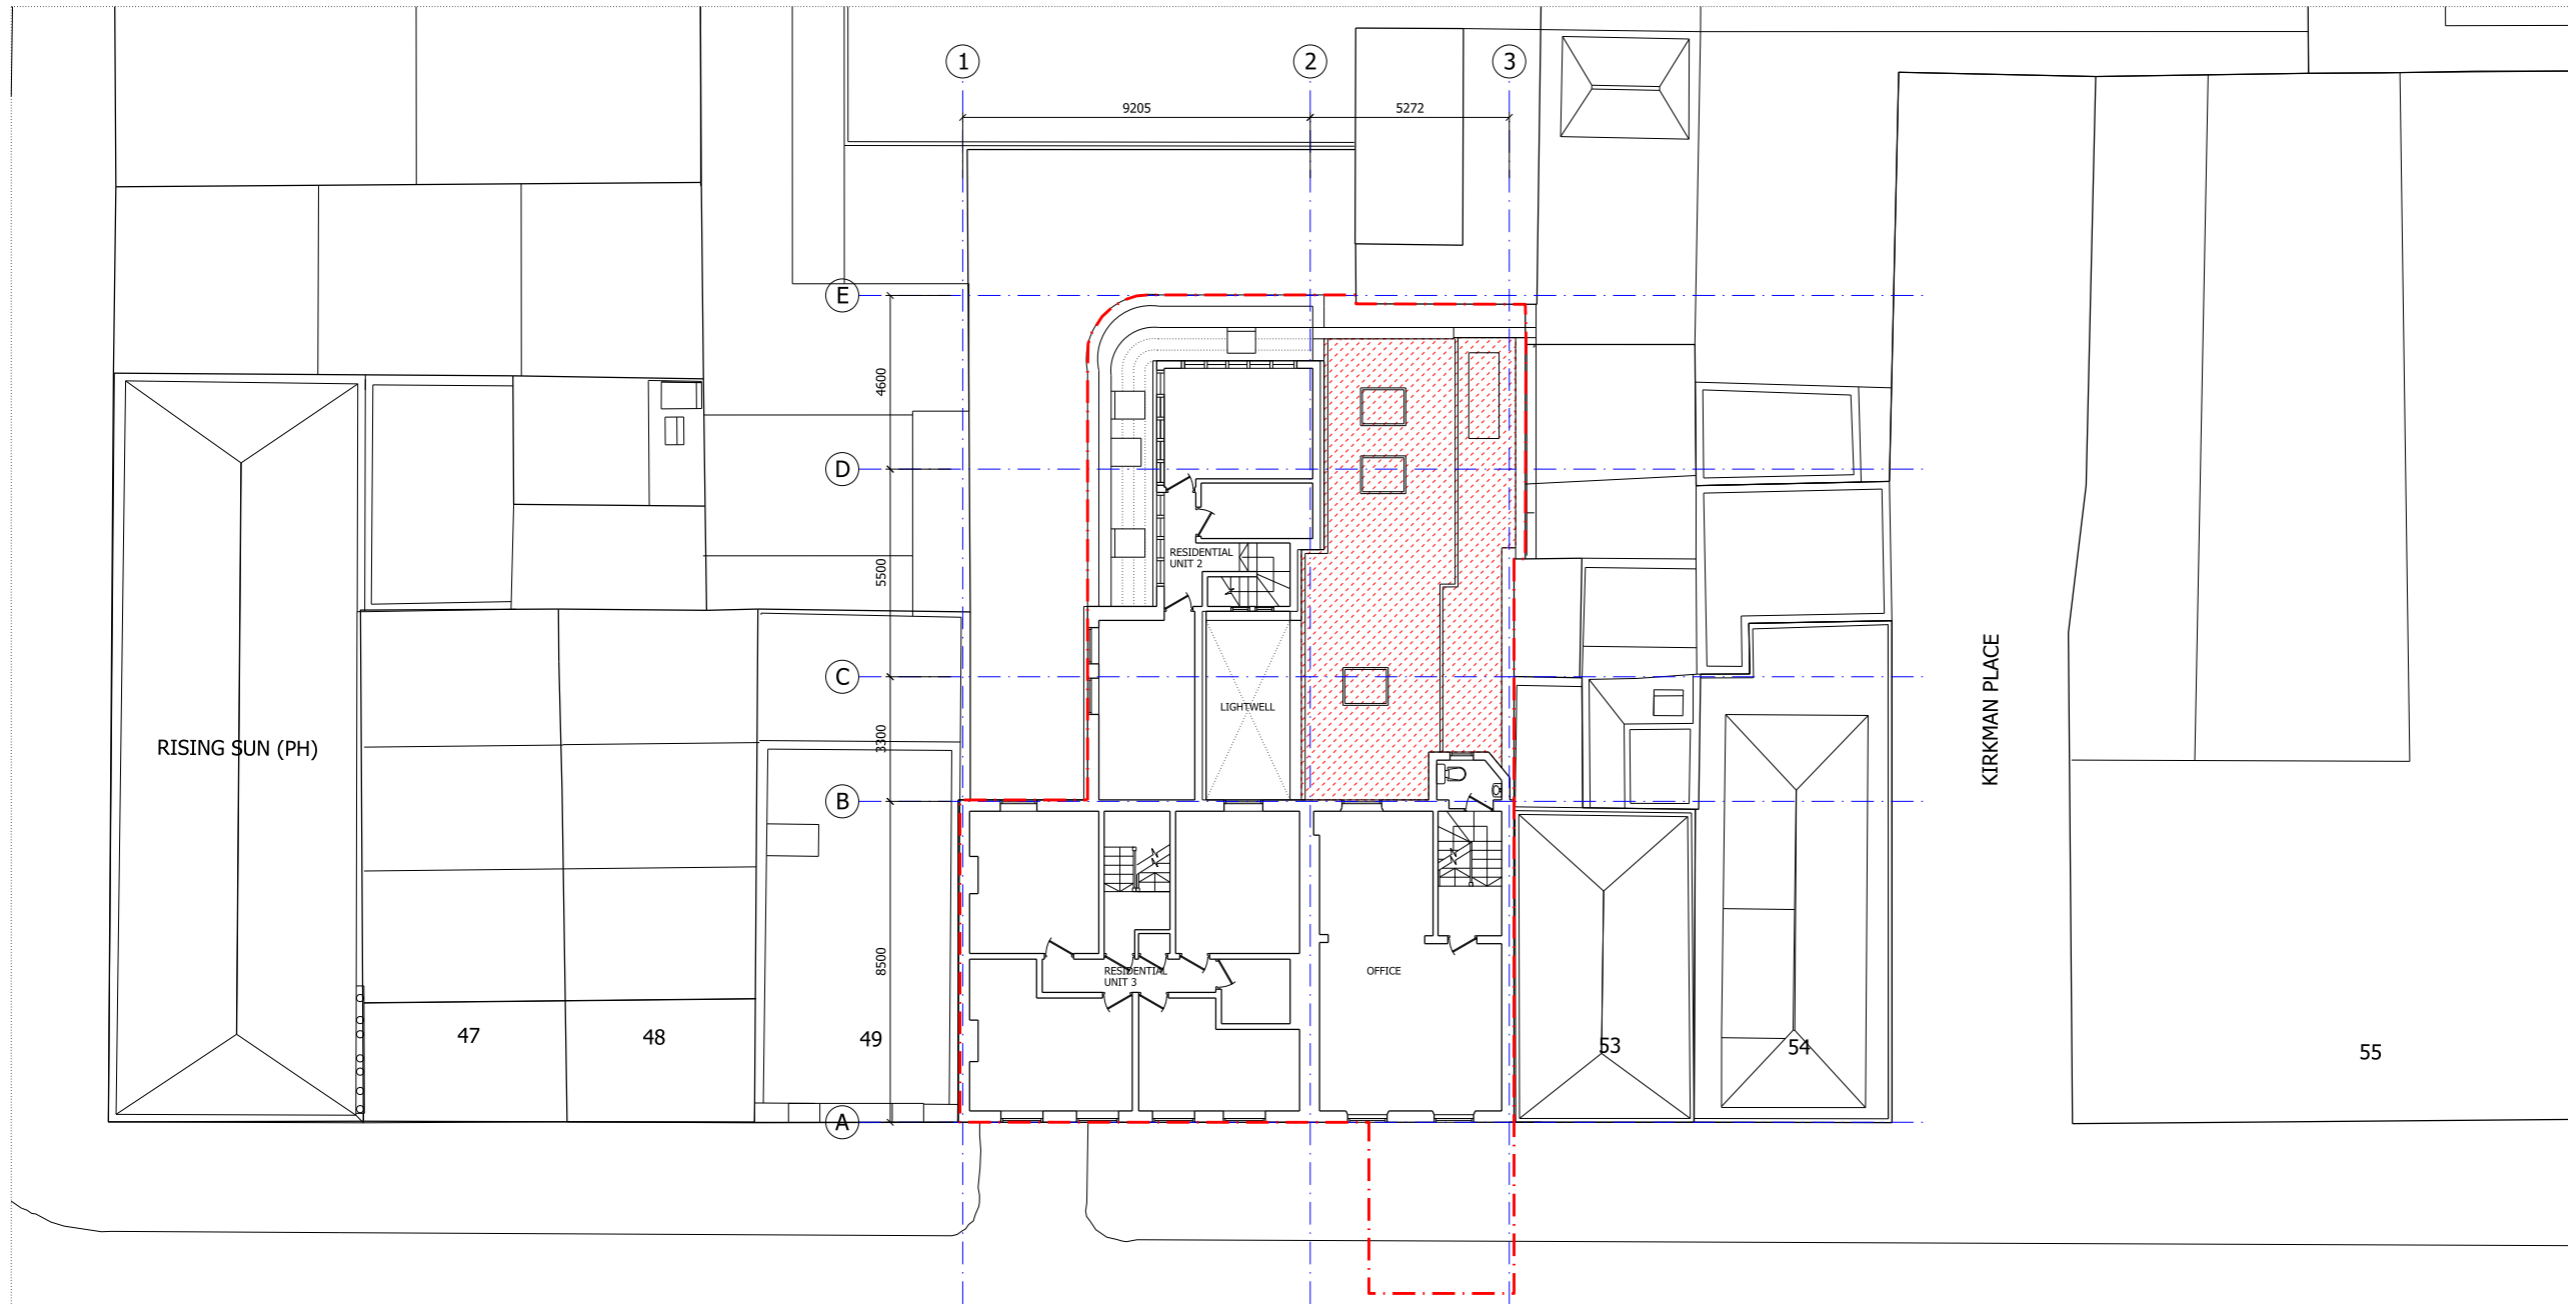 1
2
3
9205
5272
E
4600
D
5500
RESIDENTIAL
UNIT 2
C
LIGHTWELL
3300
RISING SUN (PH)
KIRKMAN PLACE
B
8500
RESIDENTIAL
UNIT 3
OFFICE
47
48
49
53
54
55
A